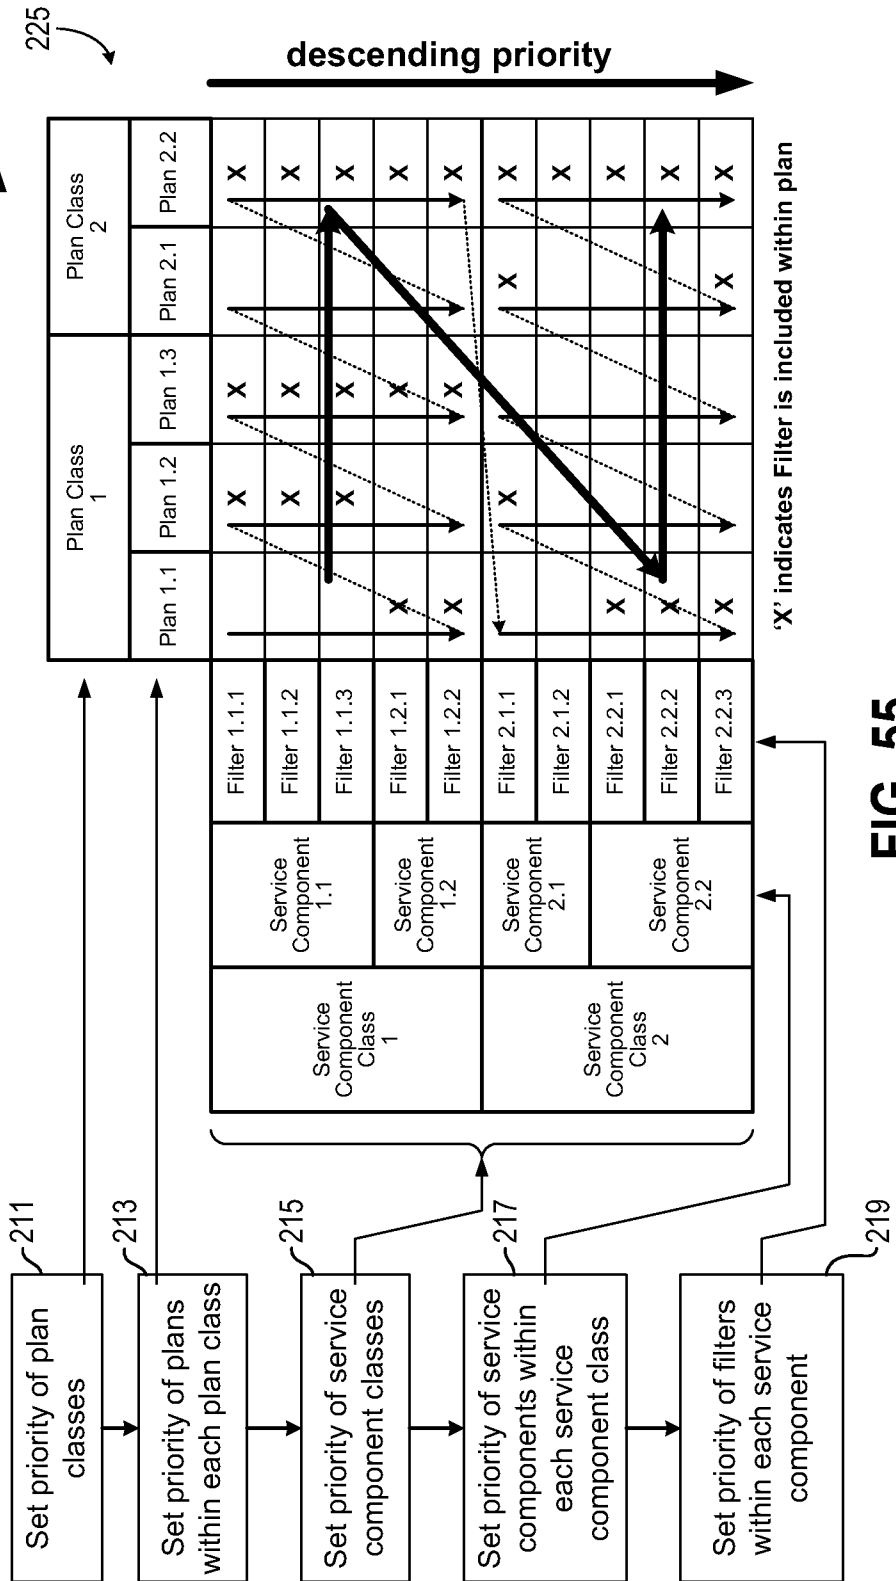 225
descending priority
Plan Class
1
Plan Class
2
Plan 1.1
Plan 1.2
Plan 1.3
Plan 2.1
Plan 2.2
Service
Component
Class
1
Service
Component
1.1
Filter 1.1.1
X
X
X
Filter 1.1.2
X
X
X
Filter 1.1.3
X
X
X
Service
Component
1.2
Filter 1.2.1
X
X
X
Filter 1.2.2
X
X
X
Service
Component
Class
2
Service
Component
2.1
Filter 2.1.1
X
X
X
Filter 2.1.2
X
Service
Component
2.2
Filter 2.2.1
X
X
Filter 2.2.2
X
X
Filter 2.2.3
X
X
X
'X' indicates Filter is included within plan
211
Set priority of plan
classes
213
Set priority of plans
within each plan class
215
Set priority of service
component classes
217
Set priority of service
components within
each service
component class
219
Set priority of filters
within each service
component
FIG. 55